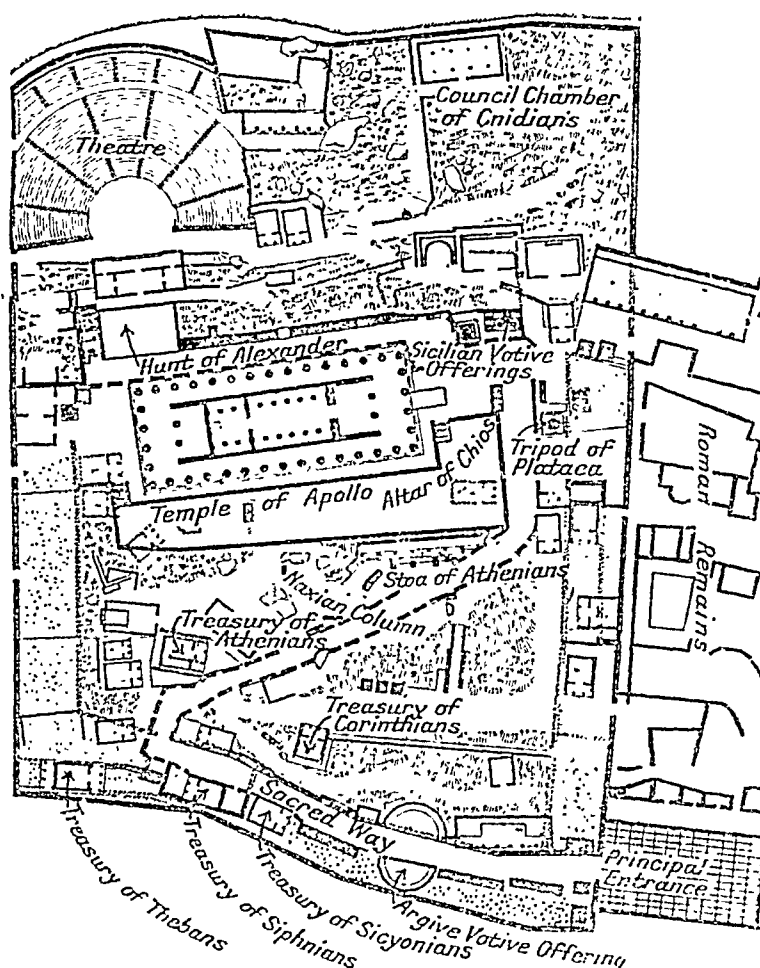 Theatre
Council Chamber
of Cnidians
Hunt of Alexander
Sicilian Votive
Offerings
Tripod of
Plataea
Temple of Apollo
Altar of Chios
Roman Remains
Stoa of Athenians
Naxian Column
Treasury of
Athenians
Treasury of
Corinthians
Sacred Way
Principal
Entrance
Treasury of Thebans
Treasury of Siphnians
Treasury of Sicyonians
Argive Votive Offering